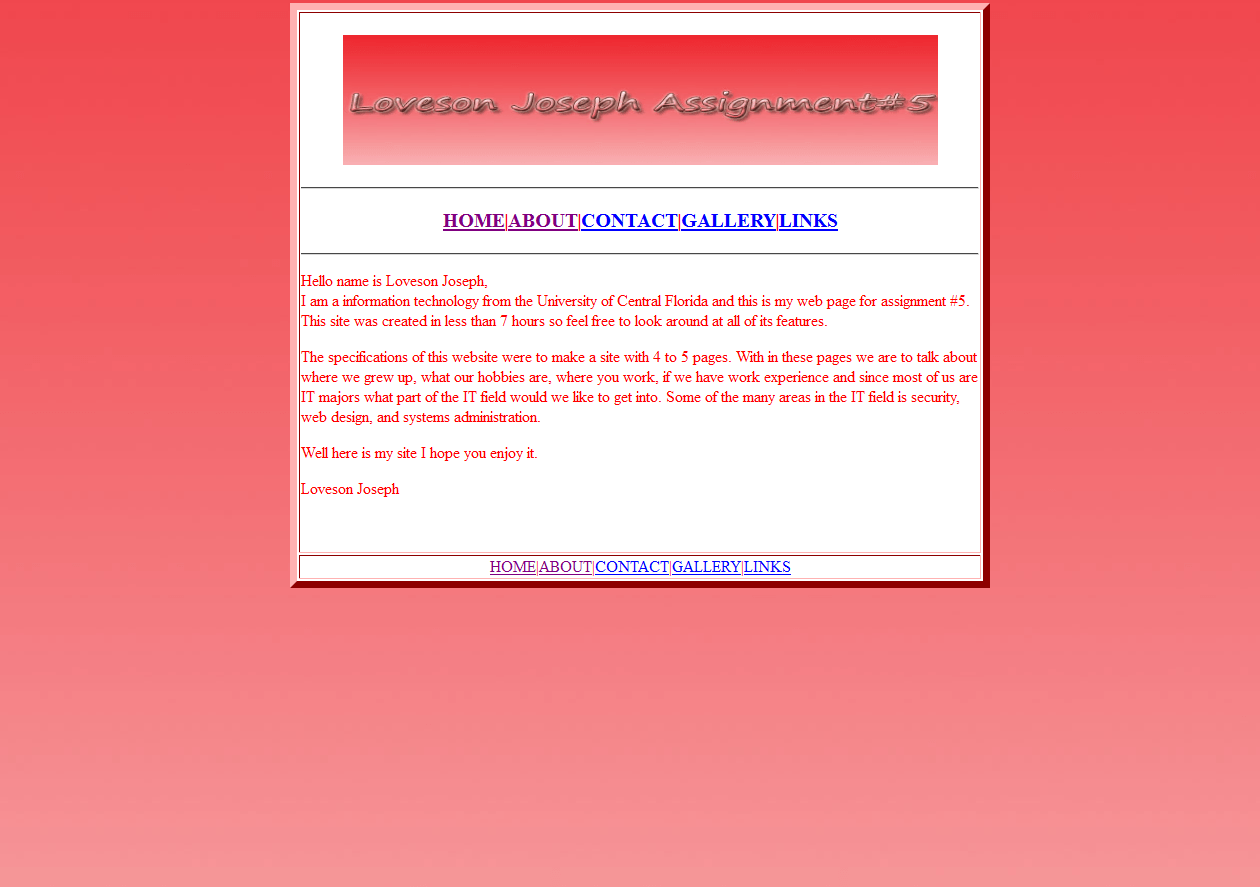 Loveson Joseph Assignment#5
HOME|ABOUT|CONTACT|GALLERY|LINKS
Hello name is Loveson Joseph,
I am a information technology from the University of Central Florida and this is my web page for assignment #5.
This site was created in less than 7 hours so feel free to look around at all of its features.
The specifications of this website were to make a site with 4 to 5 pages. With in these pages we are to talk about
where we grew up, what our hobbies are, where you work, if we have work experience and since most of us are
IT majors what part of the IT field would we like to get into. Some of the many areas in the IT field is security,
web design, and systems administration.
Well here is my site I hope you enjoy it.
Loveson Joseph
HOME|ABOUT|CONTACT|GALLERY|LINKS